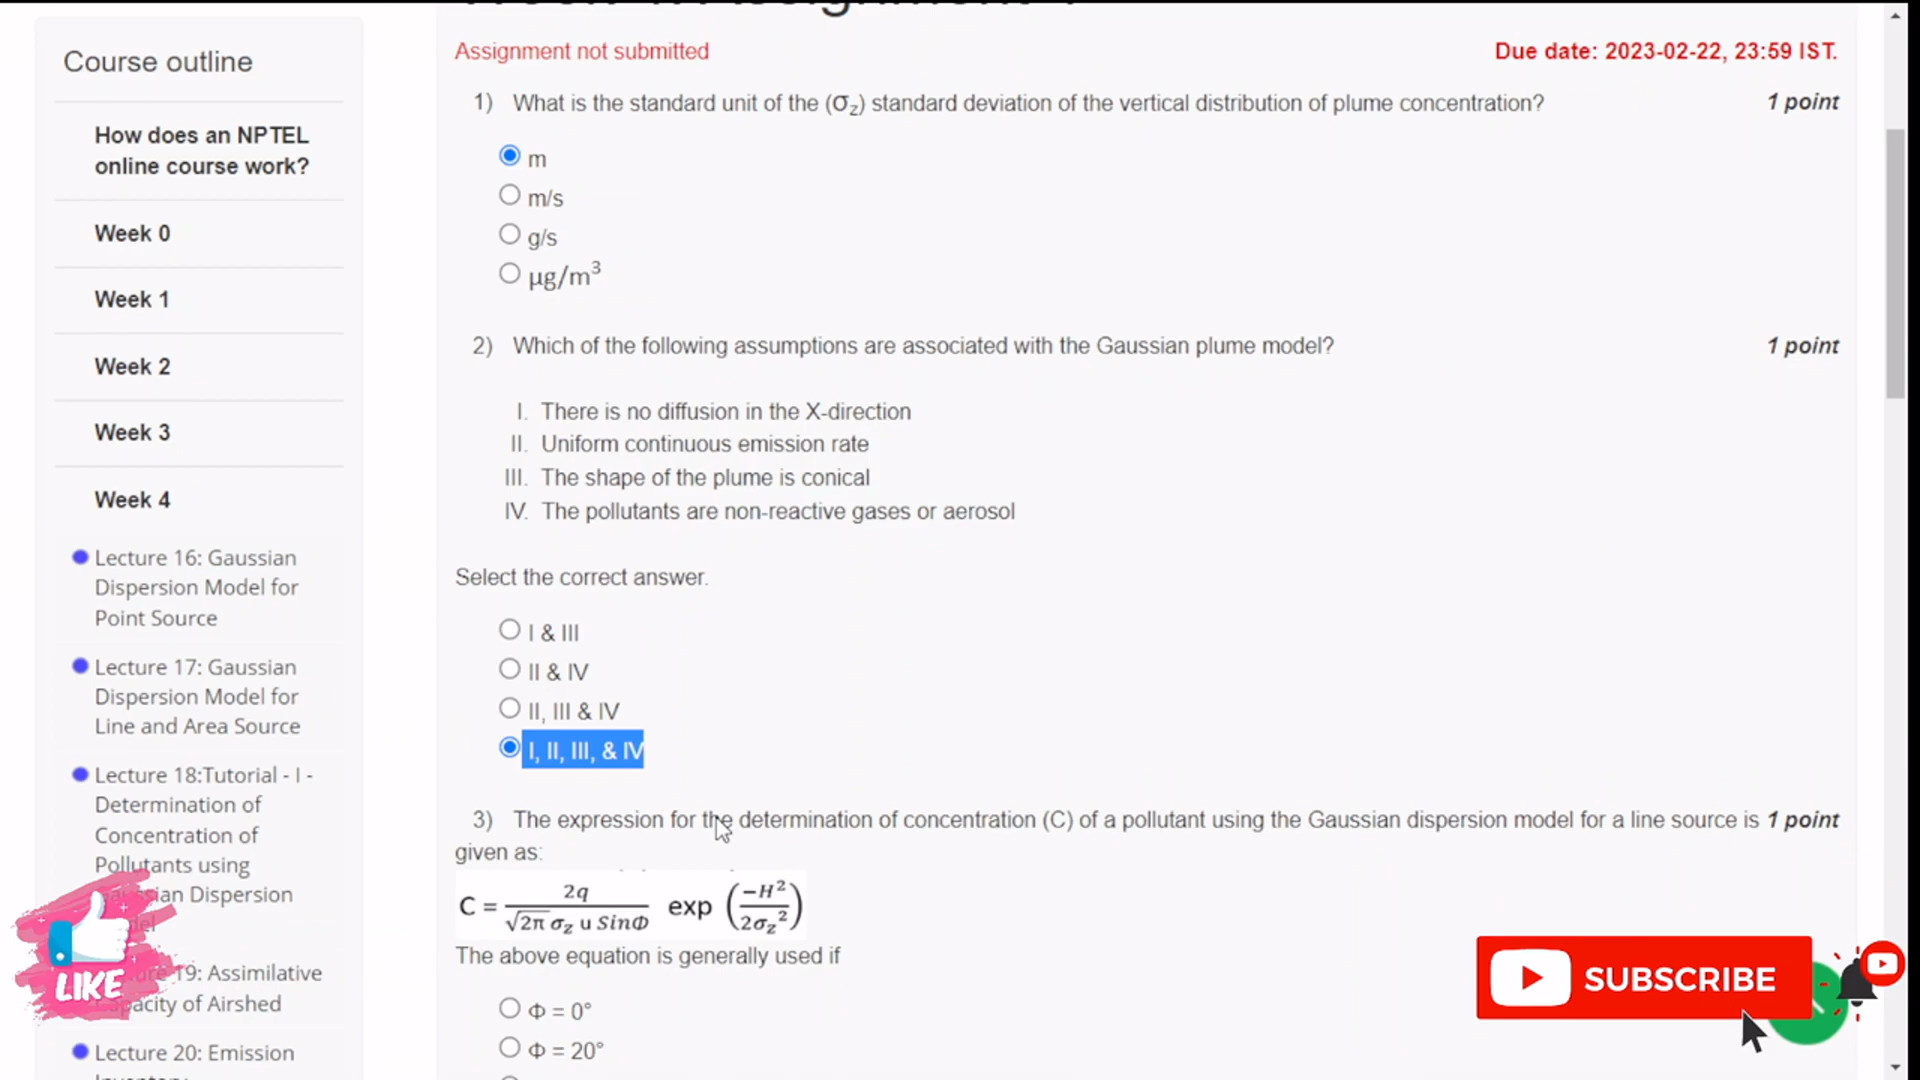 Course outline
How does an NPTEL
online course work?
Week 0
Week 1
Week 2
Week 3
Week 4
Lecture 16: Gaussian
Dispersion Model for
Point Source
Lecture 17: Gaussian
Dispersion Model for
Line and Area Source
Lecture 18:Tutorial - I -
Determination of
Concentration of
Pollutants using
sian Dispersion
19: Assimilative
pacity of Airshed
Lecture 20: Emission
LIKE
Assignment not submitted
Due date: 2023-02-22, 23:59 IST.
1) What is the standard unit of the (σz) standard deviation of the vertical distribution of plume concentration? 1 point
m
m/s
g/s
µg/m³
2) Which of the following assumptions are associated with the Gaussian plume model? 1 point
I. There is no diffusion in the X-direction
II. Uniform continuous emission rate
III. The shape of the plume is conical
IV. The pollutants are non-reactive gases or aerosol
Select the correct answer.
I & III
II & IV
II, III & IV
I, II, III, & IV
3) The expression for the determination of concentration (C) of a pollutant using the Gaussian dispersion model for a line source is 1 point
given as:
C = 2q / (√2π σz u SinΦ) exp (−H² / 2σz²)
The above equation is generally used if
Φ = 0°
Φ = 20°
SUBSCRIBE